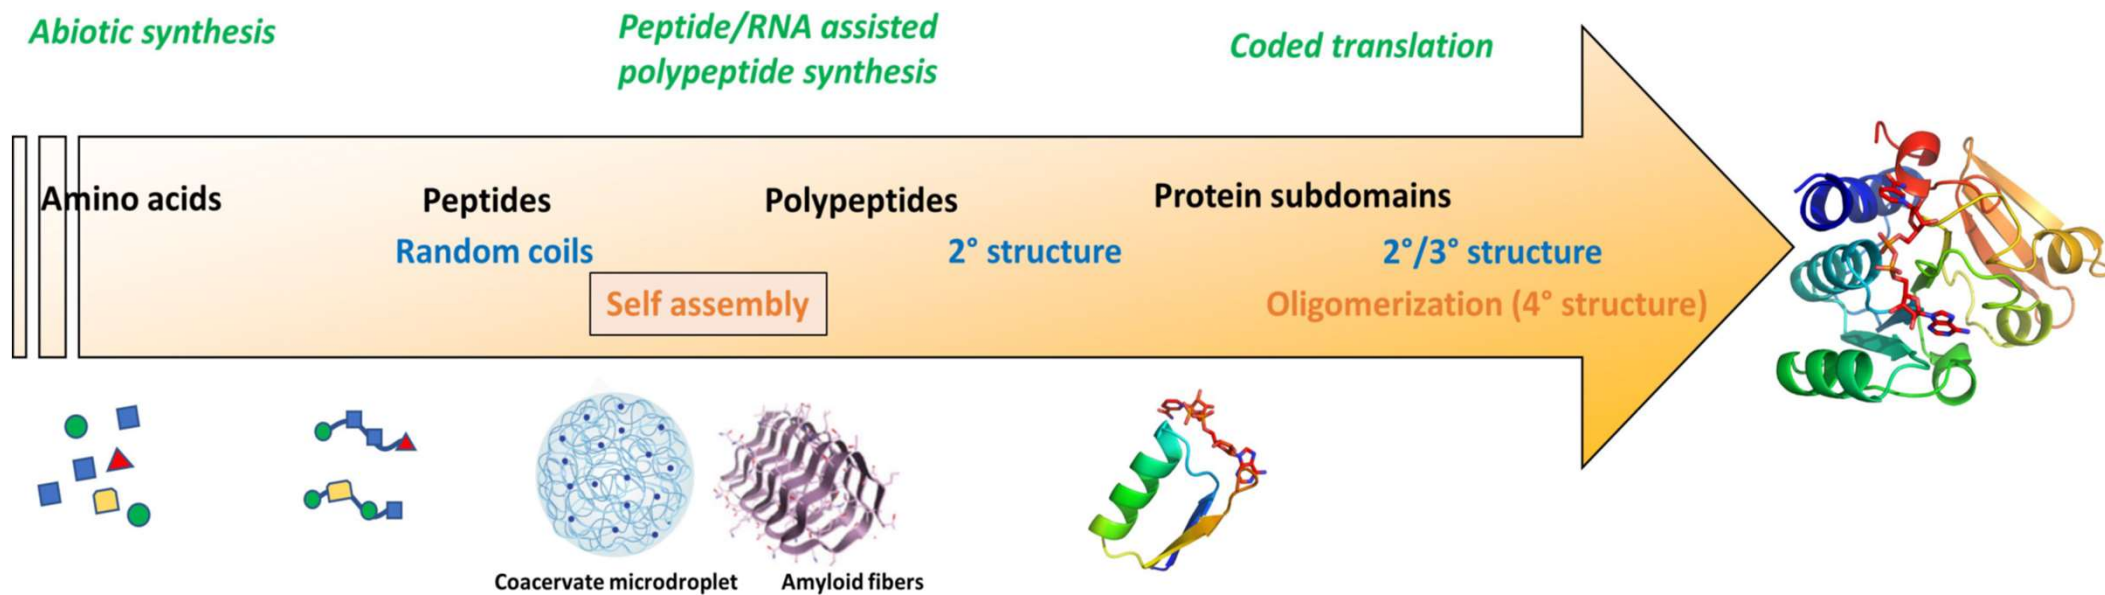 Abiotic synthesis
Peptide/RNA assisted
polypeptide synthesis
Coded translation
Amino acids
Peptides
Polypeptides
Protein subdomains
Random coils
2° structure
2°/3° structure
Self assembly
Oligomerization (4° structure)
Coacervate microdroplet
Amyloid fibers